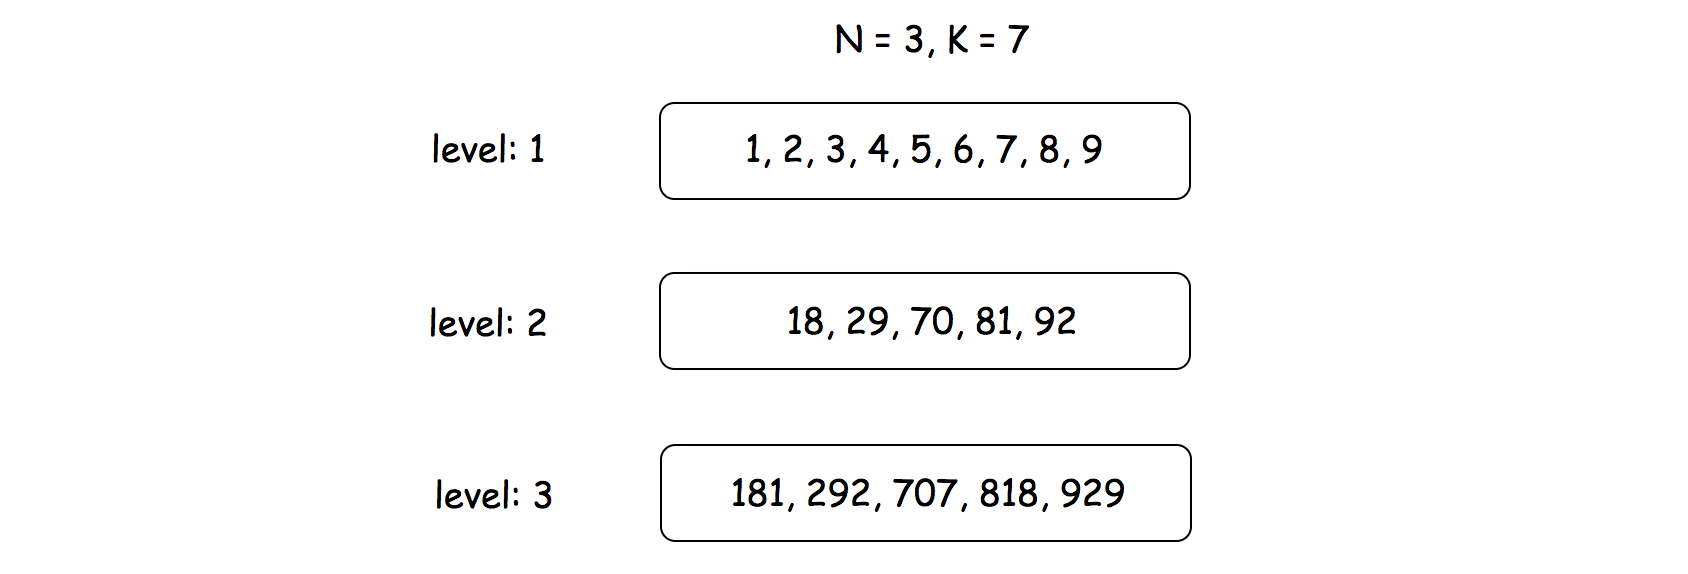 N = 3, K = 7
level: 1 1, 2, 3, 4, 5, 6, 7, 8, 9
level: 2 18, 29, 70, 81, 92
level: 3 181, 292, 707, 818, 929